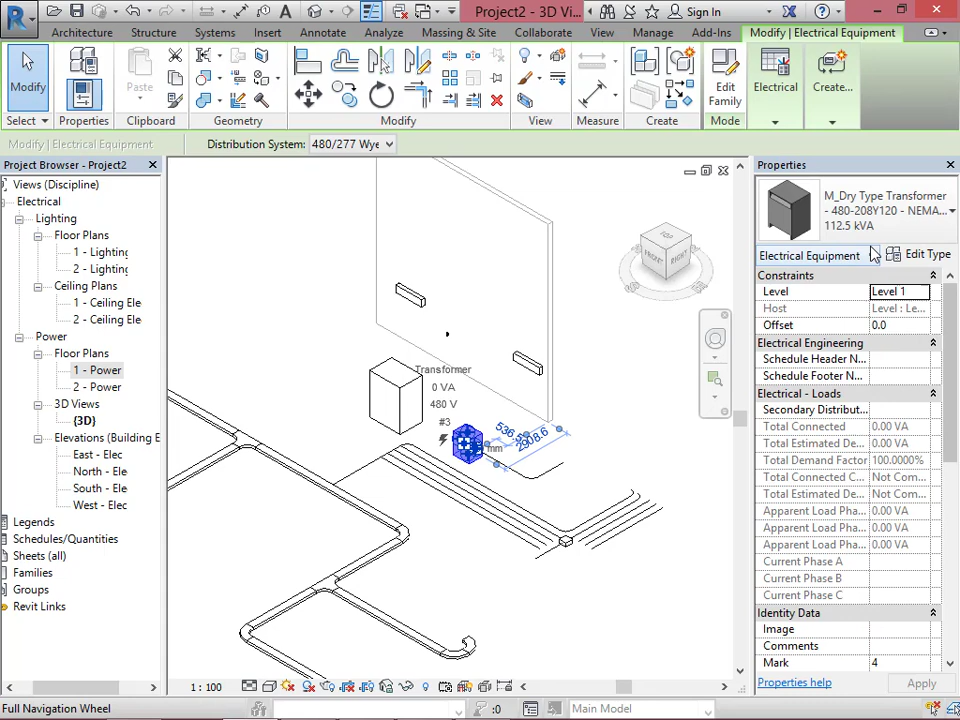 Project2 - 3D Vi...
Sign In
Architecture Structure Systems Insert Annotate Analyze Massing & Site Collaborate View Manage Add-Ins Modify | Electrical Equipment
Modify Paste Edit Family Electrical Create...
Select Properties Clipboard Geometry Modify View Measure Create Mode
Modify | Electrical Equipment Distribution System: 480/277 Wye
Project Browser - Project2
Views (Discipline)
Electrical
Lighting
Floor Plans
1 - Lighting
2 - Lighting
Ceiling Plans
1 - Ceiling Ele
2 - Ceiling Ele
Power
Floor Plans
1 - Power
2 - Power
3D Views
{3D}
Elevations (Building E
East - Elec
North - Ele
South - Ele
West - Elec
Legends
Schedules/Quantities
Sheets (all)
Families
Groups
Revit Links
TOP
FRONT RIGHT
Transformer
0 VA
480 V
#3
2908.6
mm
Properties
M_Dry Type Transformer
- 480-208Y120 - NEMA...
112.5 kVA
Electrical Equipment Edit Type
Constraints
Level Level 1
Host Level : Le...
Offset 0.0
Electrical Engineering
Schedule Header N...
Schedule Footer N...
Electrical - Loads
Secondary Distribut...
Total Connected 0.00 VA
Total Estimated De... 0.00 VA
Total Demand Factor 100.0000%
Total Connected C... Not Com...
Total Estimated De... Not Com...
Apparent Load Pha... 0.00 VA
Apparent Load Pha... 0.00 VA
Apparent Load Pha... 0.00 VA
Current Phase A
Current Phase B
Current Phase C
Identity Data
Image
Comments
Mark 4
Properties help Apply
1 : 100
Full Navigation Wheel :0 Main Model